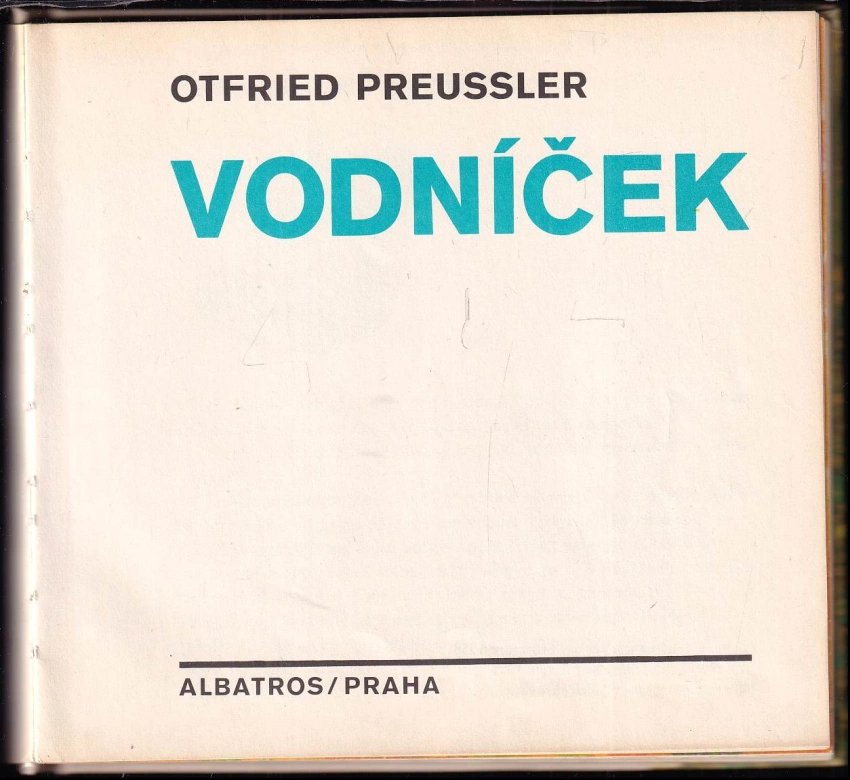 OTFRIED PREUSSLER
VODNÍČEK
ALBATROS/PRAHA